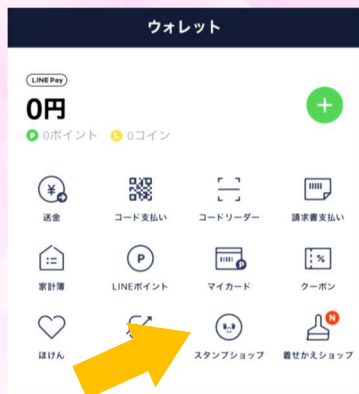 ウォレット
LINE Pay
0円
P 0ポイント L 0コイン
送金 コード支払い コードリーダー 請求書支払い
家計簿 LINEポイント マイカード クーポン
ほけん スタンプショップ 着せかえショップ
N